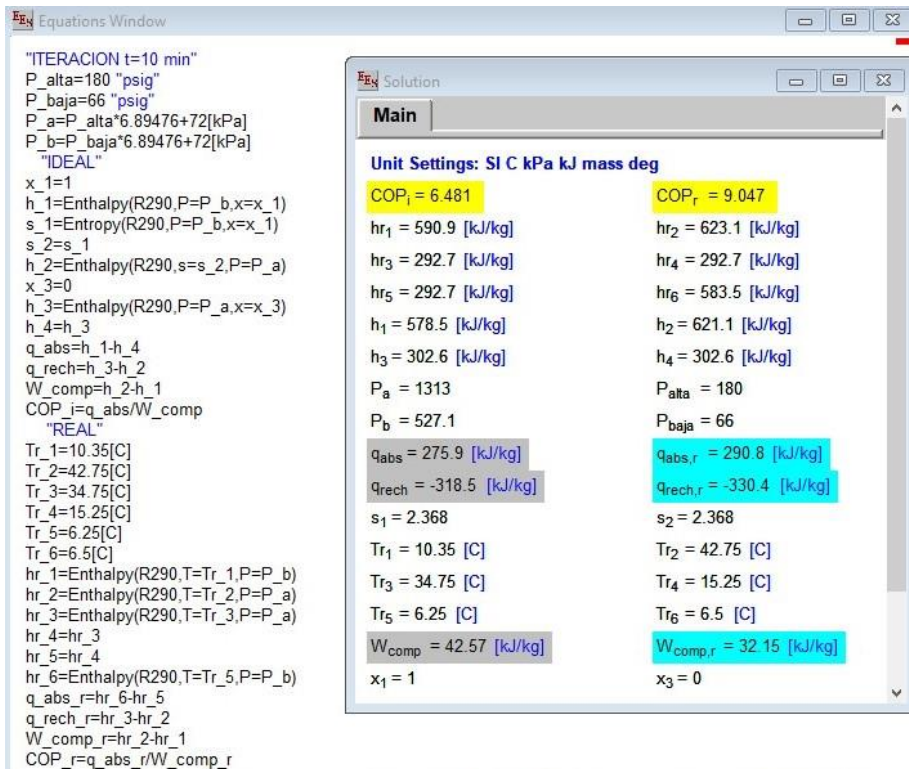 EES Equations Window
"ITERACION t=10 min"
P_alta=180 "psig"
P_baja=66 "psig"
P_a=P_alta*6.89476+72[kPa]
P_b=P_baja*6.89476+72[kPa]
"IDEAL"
x_1=1
h_1=Enthalpy(R290,P=P_b,x=x_1)
s_1=Entropy(R290,P=P_b,x=x_1)
s_2=s_1
h_2=Enthalpy(R290,s=s_2,P=P_a)
x_3=0
h_3=Enthalpy(R290,P=P_a,x=x_3)
h_4=h_3
q_abs=h_1-h_4
q_rech=h_3-h_2
W_comp=h_2-h_1
COP_i=q_abs/W_comp
"REAL"
Tr_1=10.35[C]
Tr_2=42.75[C]
Tr_3=34.75[C]
Tr_4=15.25[C]
Tr_5=6.25[C]
Tr_6=6.5[C]
hr_1=Enthalpy(R290,T=Tr_1,P=P_b)
hr_2=Enthalpy(R290,T=Tr_2,P=P_a)
hr_3=Enthalpy(R290,T=Tr_3,P=P_a)
hr_4=hr_3
hr_5=hr_4
hr_6=Enthalpy(R290,T=Tr_5,P=P_b)
q_abs_r=hr_6-hr_5
q_rech_r=hr_3-hr_2
W_comp_r=hr_2-hr_1
COP_r=q_abs_r/W_comp_r
EES Solution
Main
Unit Settings: SI C kPa kJ mass deg
COPi = 6.481 COPr = 9.047
hr1 = 590.9 [kJ/kg] hr2 = 623.1 [kJ/kg]
hr3 = 292.7 [kJ/kg] hr4 = 292.7 [kJ/kg]
hr5 = 292.7 [kJ/kg] hr6 = 583.5 [kJ/kg]
h1 = 578.5 [kJ/kg] h2 = 621.1 [kJ/kg]
h3 = 302.6 [kJ/kg] h4 = 302.6 [kJ/kg]
Pa = 1313 Palta = 180
Pb = 527.1 Pbaja = 66
qabs = 275.9 [kJ/kg] qabs,r = 290.8 [kJ/kg]
qrech = -318.5 [kJ/kg] qrech,r = -330.4 [kJ/kg]
s1 = 2.368 s2 = 2.368
Tr1 = 10.35 [C] Tr2 = 42.75 [C]
Tr3 = 34.75 [C] Tr4 = 15.25 [C]
Tr5 = 6.25 [C] Tr6 = 6.5 [C]
Wcomp = 42.57 [kJ/kg] Wcomp,r = 32.15 [kJ/kg]
x1 = 1 x3 = 0